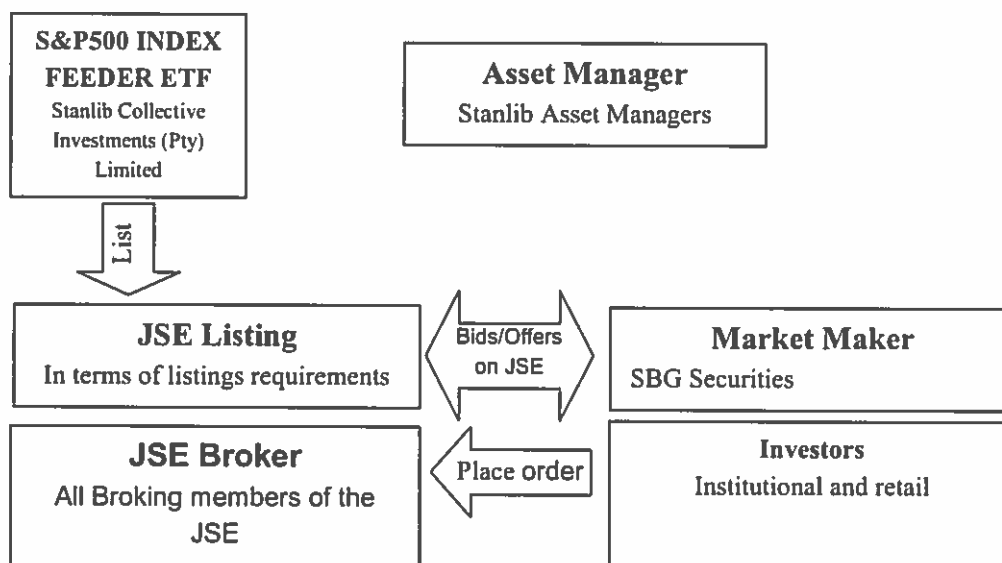 S&P500 INDEX
FEEDER ETF
Stanlib Collective
Investments (Pty)
Limited
Asset Manager
Stanlib Asset Managers
List
JSE Listing
In terms of listings requirements
Bids/Offers
on JSE
Market Maker
SBG Securities
JSE Broker
All Broking members of the
JSE
Place order
Investors
Institutional and retail